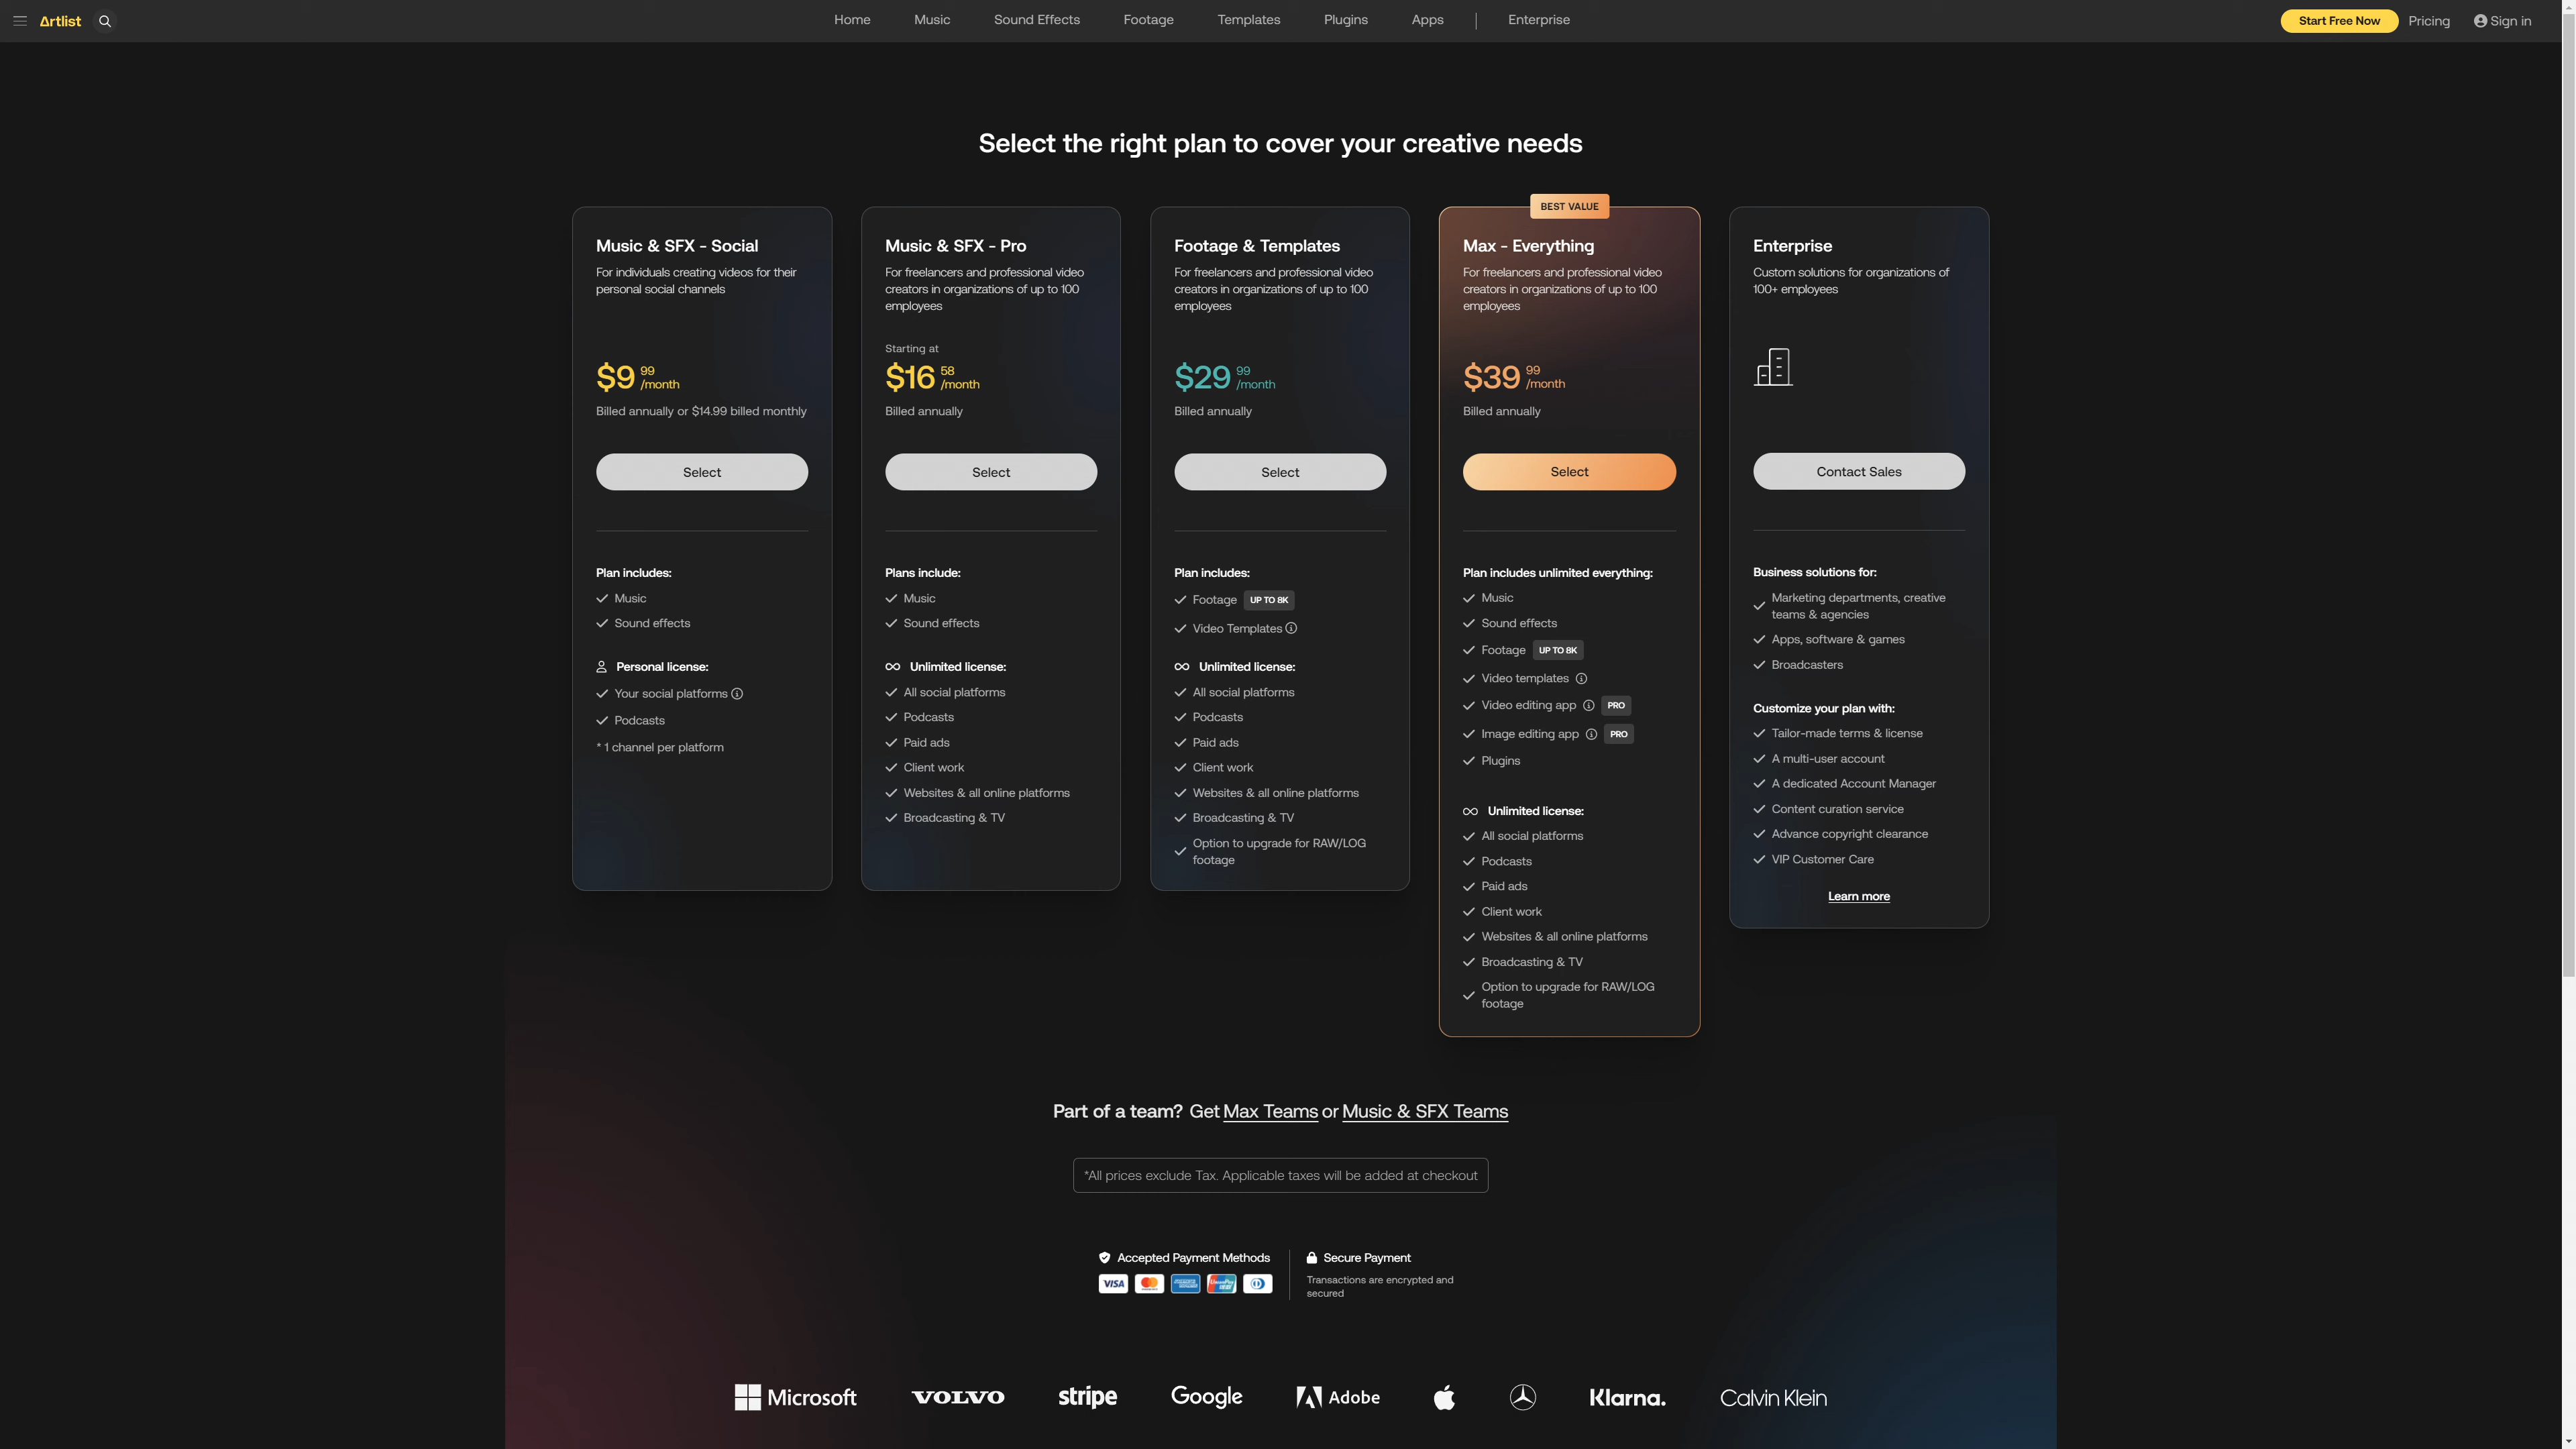 Artlist
Home
Music
Sound Effects
Footage
Templates
Plugins
Apps
Enterprise
Start Free Now
Pricing
Sign in
Select the right plan to cover your creative needs
Music & SFX - Social
For individuals creating videos for their
personal social channels
$9
99
/month
Billed annually or $14.99 billed monthly
Select
Plan includes:
Music
Sound effects
Personal license:
Your social platforms
Podcasts
* 1 channel per platform
Music & SFX - Pro
For freelancers and professional video
creators in organizations of up to 100
employees
Starting at
$16
58
/month
Billed annually
Select
Plans include:
Music
Sound effects
Unlimited license:
All social platforms
Podcasts
Paid ads
Client work
Websites & all online platforms
Broadcasting & TV
Footage & Templates
For freelancers and professional video
creators in organizations of up to 100
employees
$29
99
/month
Billed annually
Select
Plan includes:
Footage UP TO 8K
Video Templates
Unlimited license:
All social platforms
Podcasts
Paid ads
Client work
Websites & all online platforms
Broadcasting & TV
Option to upgrade for RAW/LOG
footage
BEST VALUE
Max - Everything
For freelancers and professional video
creators in organizations of up to 100
employees
$39
99
/month
Billed annually
Select
Plan includes unlimited everything:
Music
Sound effects
Footage UP TO 8K
Video templates
Video editing app PRO
Image editing app PRO
Plugins
Unlimited license:
All social platforms
Podcasts
Paid ads
Client work
Websites & all online platforms
Broadcasting & TV
Option to upgrade for RAW/LOG
footage
Enterprise
Custom solutions for organizations of
100+ employees
Contact Sales
Business solutions for:
Marketing departments, creative
teams & agencies
Apps, software & games
Broadcasters
Customize your plan with:
Tailor-made terms & license
A multi-user account
A dedicated Account Manager
Content curation service
Advance copyright clearance
VIP Customer Care
Learn more
Part of a team? Get Max Teams or Music & SFX Teams
*All prices exclude Tax. Applicable taxes will be added at checkout
Accepted Payment Methods
VISA
Secure Payment
Transactions are encrypted and
secured
Microsoft
VOLVO
stripe
Google
Adobe
Klarna.
Calvin Klein